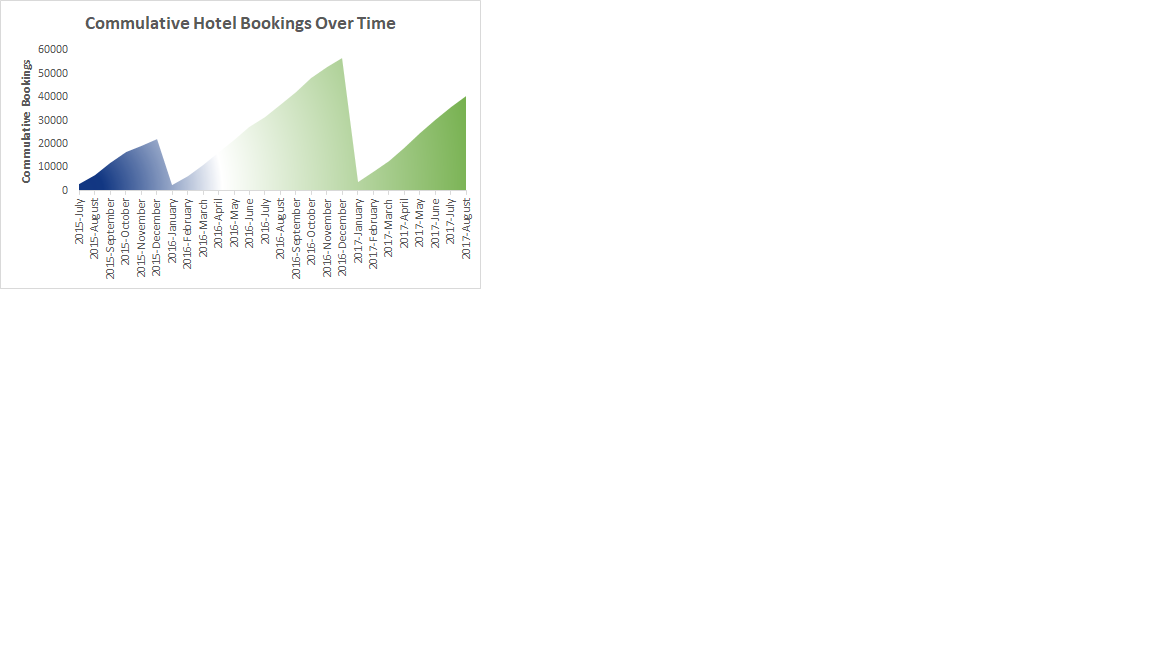 Commulative Hotel Bookings Over Time
Commulative Bookings
60000
50000
40000
30000
20000
10000
0
2015-July
2015-August
2015-September
2015-October
2015-November
2015-December
2016-January
2016-February
2016-March
2016-April
2016-May
2016-June
2016-July
2016-August
2016-September
2016-October
2016-November
2016-December
2017-January
2017-February
2017-March
2017-April
2017-May
2017-June
2017-July
2017-August